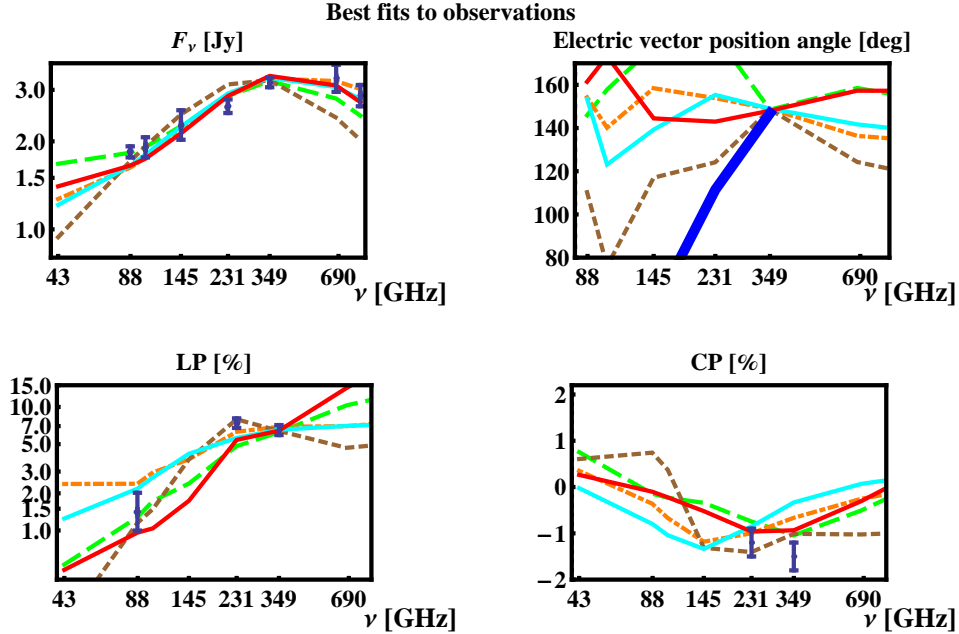 Best fits to observations
F_ν [Jy]
3.0
2.0
1.5
1.0
43 88 145 231 349 690
ν [GHz]
Electric vector position angle [deg]
160
140
120
100
80
88 145 231 349 690
ν [GHz]
LP [%]
15.0
10.0
7.0
5.0
3.0
2.0
1.5
1.0
43 88 145 231 349 690
ν [GHz]
CP [%]
2
1
0
−1
−2
43 88 145 231 349 690
ν [GHz]